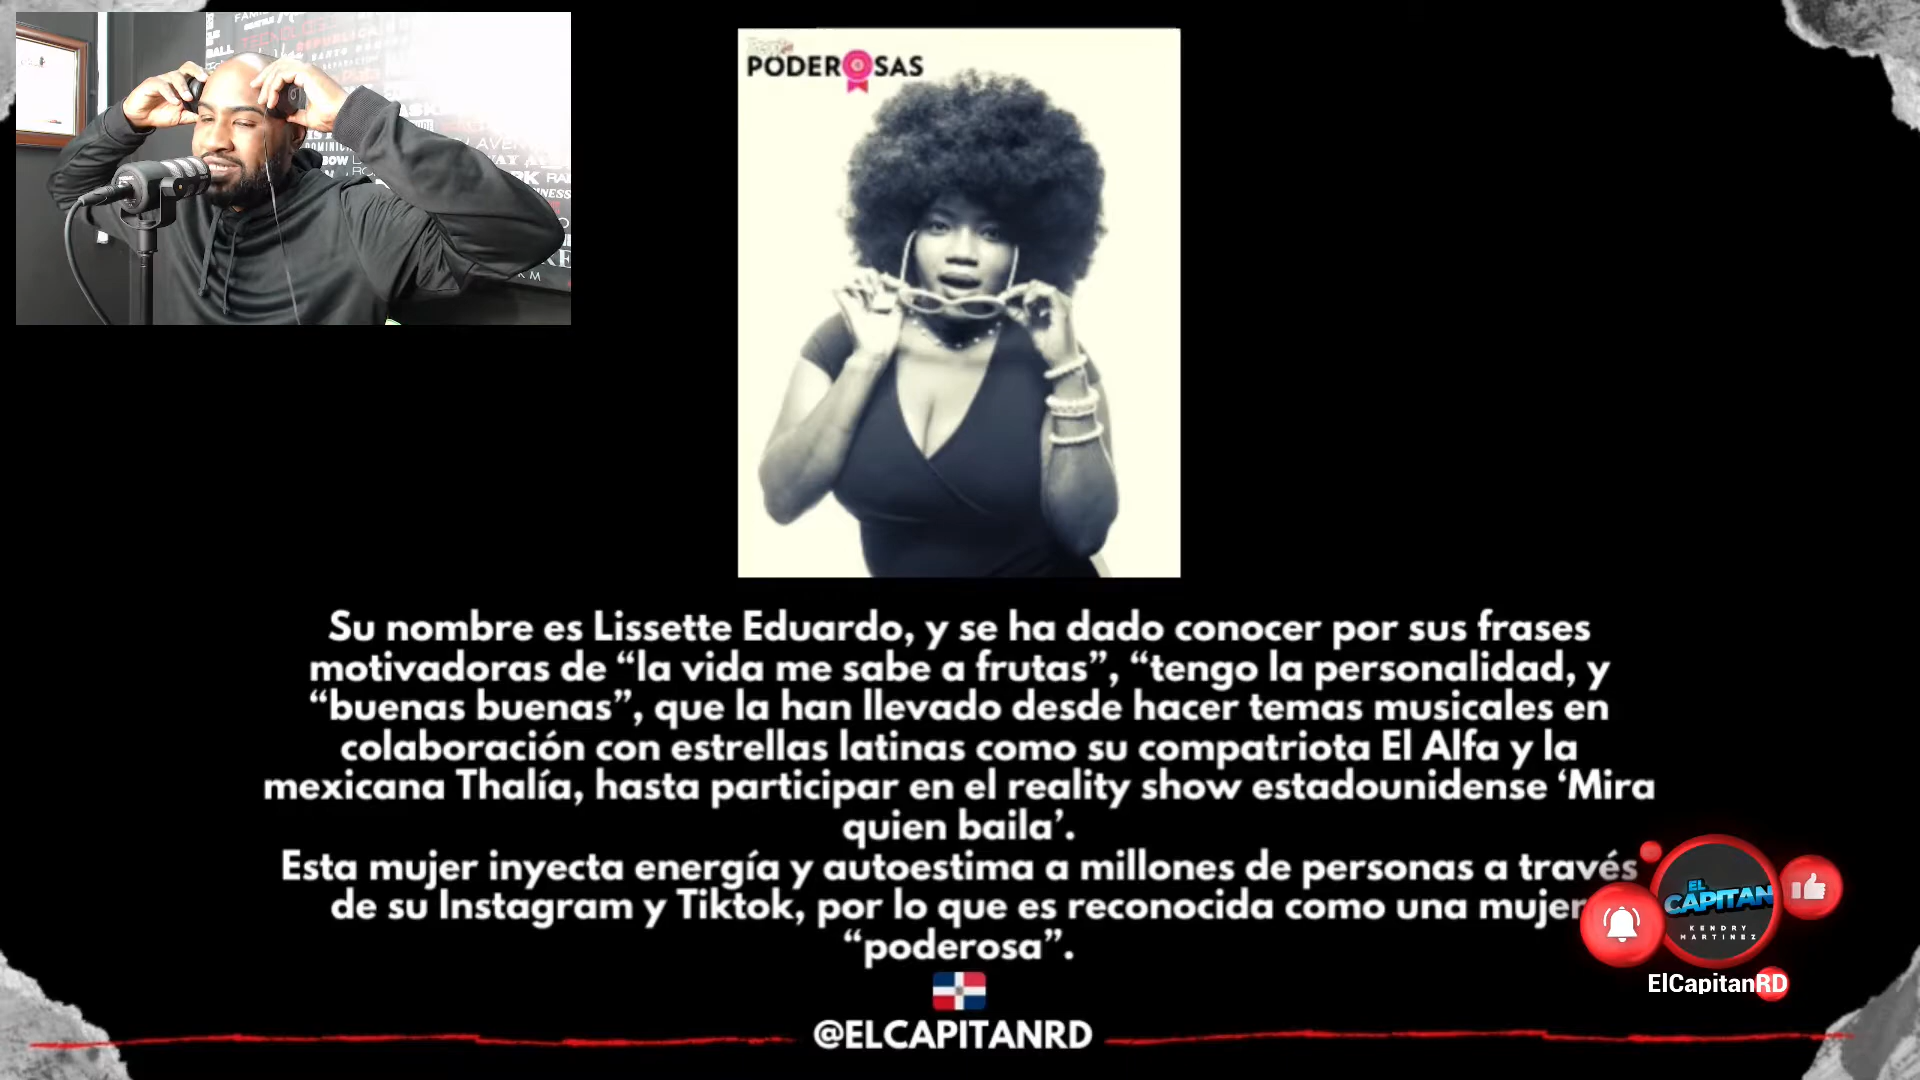 PODEROSAS
Su nombre es Lissette Eduardo, y se ha dado conocer por sus frases
motivadoras de “la vida me sabe a frutas”, “tengo la personalidad, y
“buenas buenas”, que la han llevado desde hacer temas musicales en
colaboración con estrellas latinas como su compatriota El Alfa y la
mexicana Thalía, hasta participar en el reality show estadounidense ‘Mira
quien baila’.
Esta mujer inyecta energía y autoestima a millones de personas a través
de su Instagram y Tiktok, por lo que es reconocida como una mujer
“poderosa”.
EL
CAPITAN
KENDRY
MARTINEZ
ElCapitanRD
@ELCAPITANRD